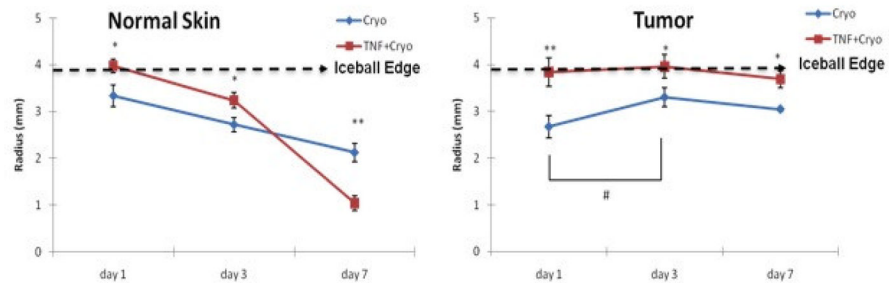 Normal Skin
Cryo
TNF+Cryo
Iceball Edge
Radius (mm)
5
4
3
2
1
0
*
*
**
day 1
day 3
day 7
Tumor
Cryo
TNF+Cryo
Iceball Edge
Radius (mm)
5
4
3
2
1
0
**
*
*
#
day 1
day 3
day 7